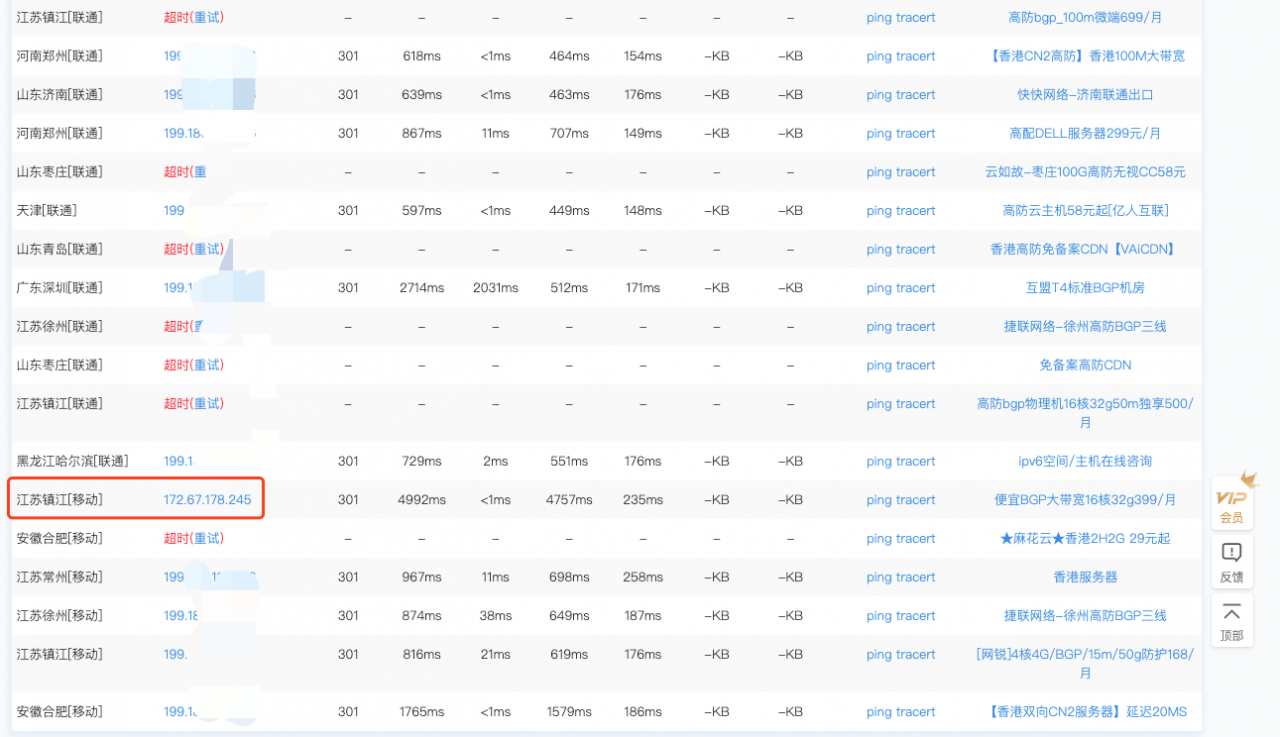 江苏镇江[联通] 超时(重试) – – – – – – – ping tracert 高防bgp_100m微端699/月
河南郑州[联通] 199 301 618ms <1ms 464ms 154ms –KB –KB ping tracert 【香港CN2高防】香港100M大带宽
山东济南[联通] 199 301 639ms <1ms 463ms 176ms –KB –KB ping tracert 快快网络–济南联通出口
河南郑州[联通] 199.18 301 867ms 11ms 707ms 149ms –KB –KB ping tracert 高配DELL服务器299元/月
山东枣庄[联通] 超时(重 – – – – – – – ping tracert 云如故–枣庄100G高防无视CC58元
天津[联通] 199 301 597ms <1ms 449ms 148ms –KB –KB ping tracert 高防云主机58元起[亿人互联]
山东青岛[联通] 超时(重试) – – – – – – – ping tracert 香港高防免备案CDN【VAiCDN】
广东深圳[联通] 199.1 301 2714ms 2031ms 512ms 171ms –KB –KB ping tracert 互盟T4标准BGP机房
江苏徐州[联通] 超时(重 – – – – – – – ping tracert 捷联网络–徐州高防BGP三线
山东枣庄[联通] 超时(重试) – – – – – – – ping tracert 免备案高防CDN
江苏镇江[联通] 超时(重试) – – – – – – – ping tracert 高防bgp物理机16核32g50m独享500/
月
黑龙江哈尔滨[联通] 199.1 301 729ms 2ms 551ms 176ms –KB –KB ping tracert ipv6空间/主机在线咨询
江苏镇江[移动] 172.67.178.245 301 4992ms <1ms 4757ms 235ms –KB –KB ping tracert 便宜BGP大带宽16核32g399/月
安徽合肥[移动] 超时(重试) – – – – – – – ping tracert ★麻花云★香港2H2G 29元起
江苏常州[移动] 199 301 967ms 11ms 698ms 258ms –KB –KB ping tracert 香港服务器
江苏徐州[移动] 199.18 301 874ms 38ms 649ms 187ms –KB –KB ping tracert 捷联网络–徐州高防BGP三线
江苏镇江[移动] 199. 301 816ms 21ms 619ms 176ms –KB –KB ping tracert [网锐]4核4G/BGP/15m/50g防护168/
月
安徽合肥[移动] 199.18 301 1765ms <1ms 1579ms 186ms –KB –KB ping tracert 【香港双向CN2服务器】延迟20MS
VIP
会员
反馈
顶部